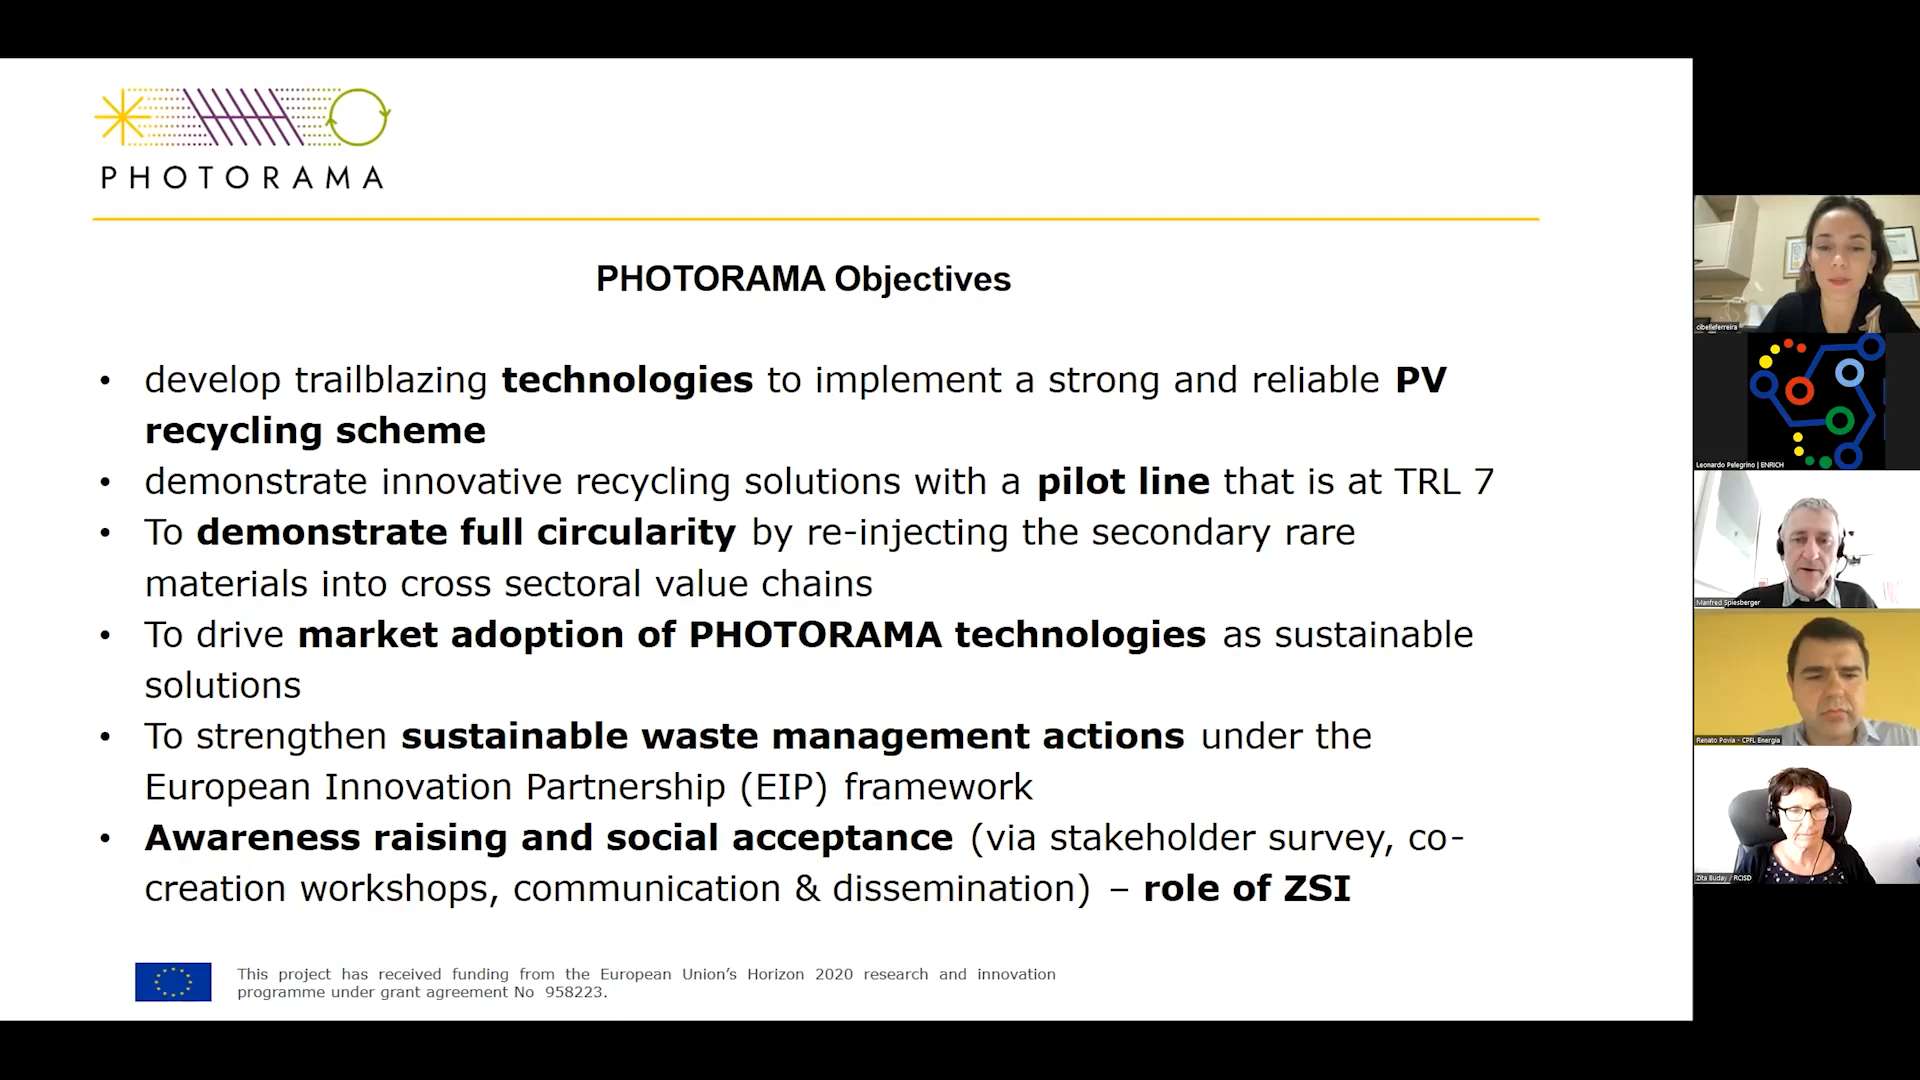 PHOTORAMA
PHOTORAMA Objectives
• develop trailblazing technologies to implement a strong and reliable PV
recycling scheme
• demonstrate innovative recycling solutions with a pilot line that is at TRL 7
• To demonstrate full circularity by re-injecting the secondary rare
materials into cross sectoral value chains
• To drive market adoption of PHOTORAMA technologies as sustainable
solutions
• To strengthen sustainable waste management actions under the
European Innovation Partnership (EIP) framework
• Awareness raising and social acceptance (via stakeholder survey, co-
creation workshops, communication & dissemination) – role of ZSI
This project has received funding from the European Union’s Horizon 2020 research and innovation
programme under grant agreement No 958223.
cibelleferreira
Leonardo Pelegrino | ENRICH
Manfred Spiesberger
Renato Povia - CPFL Energia
Zita Buday / RCISD